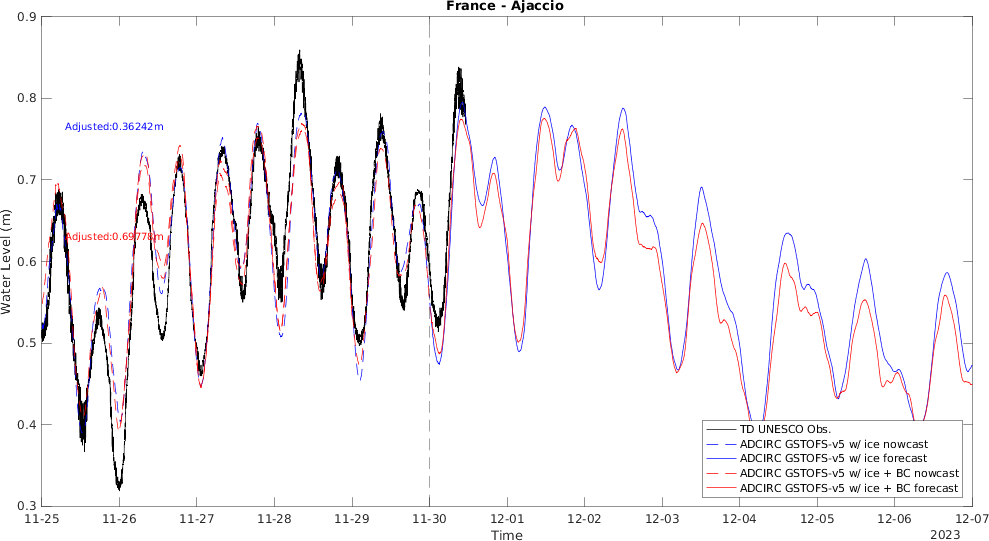 France - Ajaccio
0.9
0.8
0.7
0.6
0.5
0.4
0.3
Water Level (m)
Adjusted:0.36242m
Adjusted:0.69778m
TD UNESCO Obs.
ADCIRC GSTOFS-v5 w/ ice nowcast
ADCIRC GSTOFS-v5 w/ ice forecast
ADCIRC GSTOFS-v5 w/ ice + BC nowcast
ADCIRC GSTOFS-v5 w/ ice + BC forecast
11-25 11-26 11-27 11-28 11-29 11-30 12-01 12-02 12-03 12-04 12-05 12-06 12-07
Time
2023